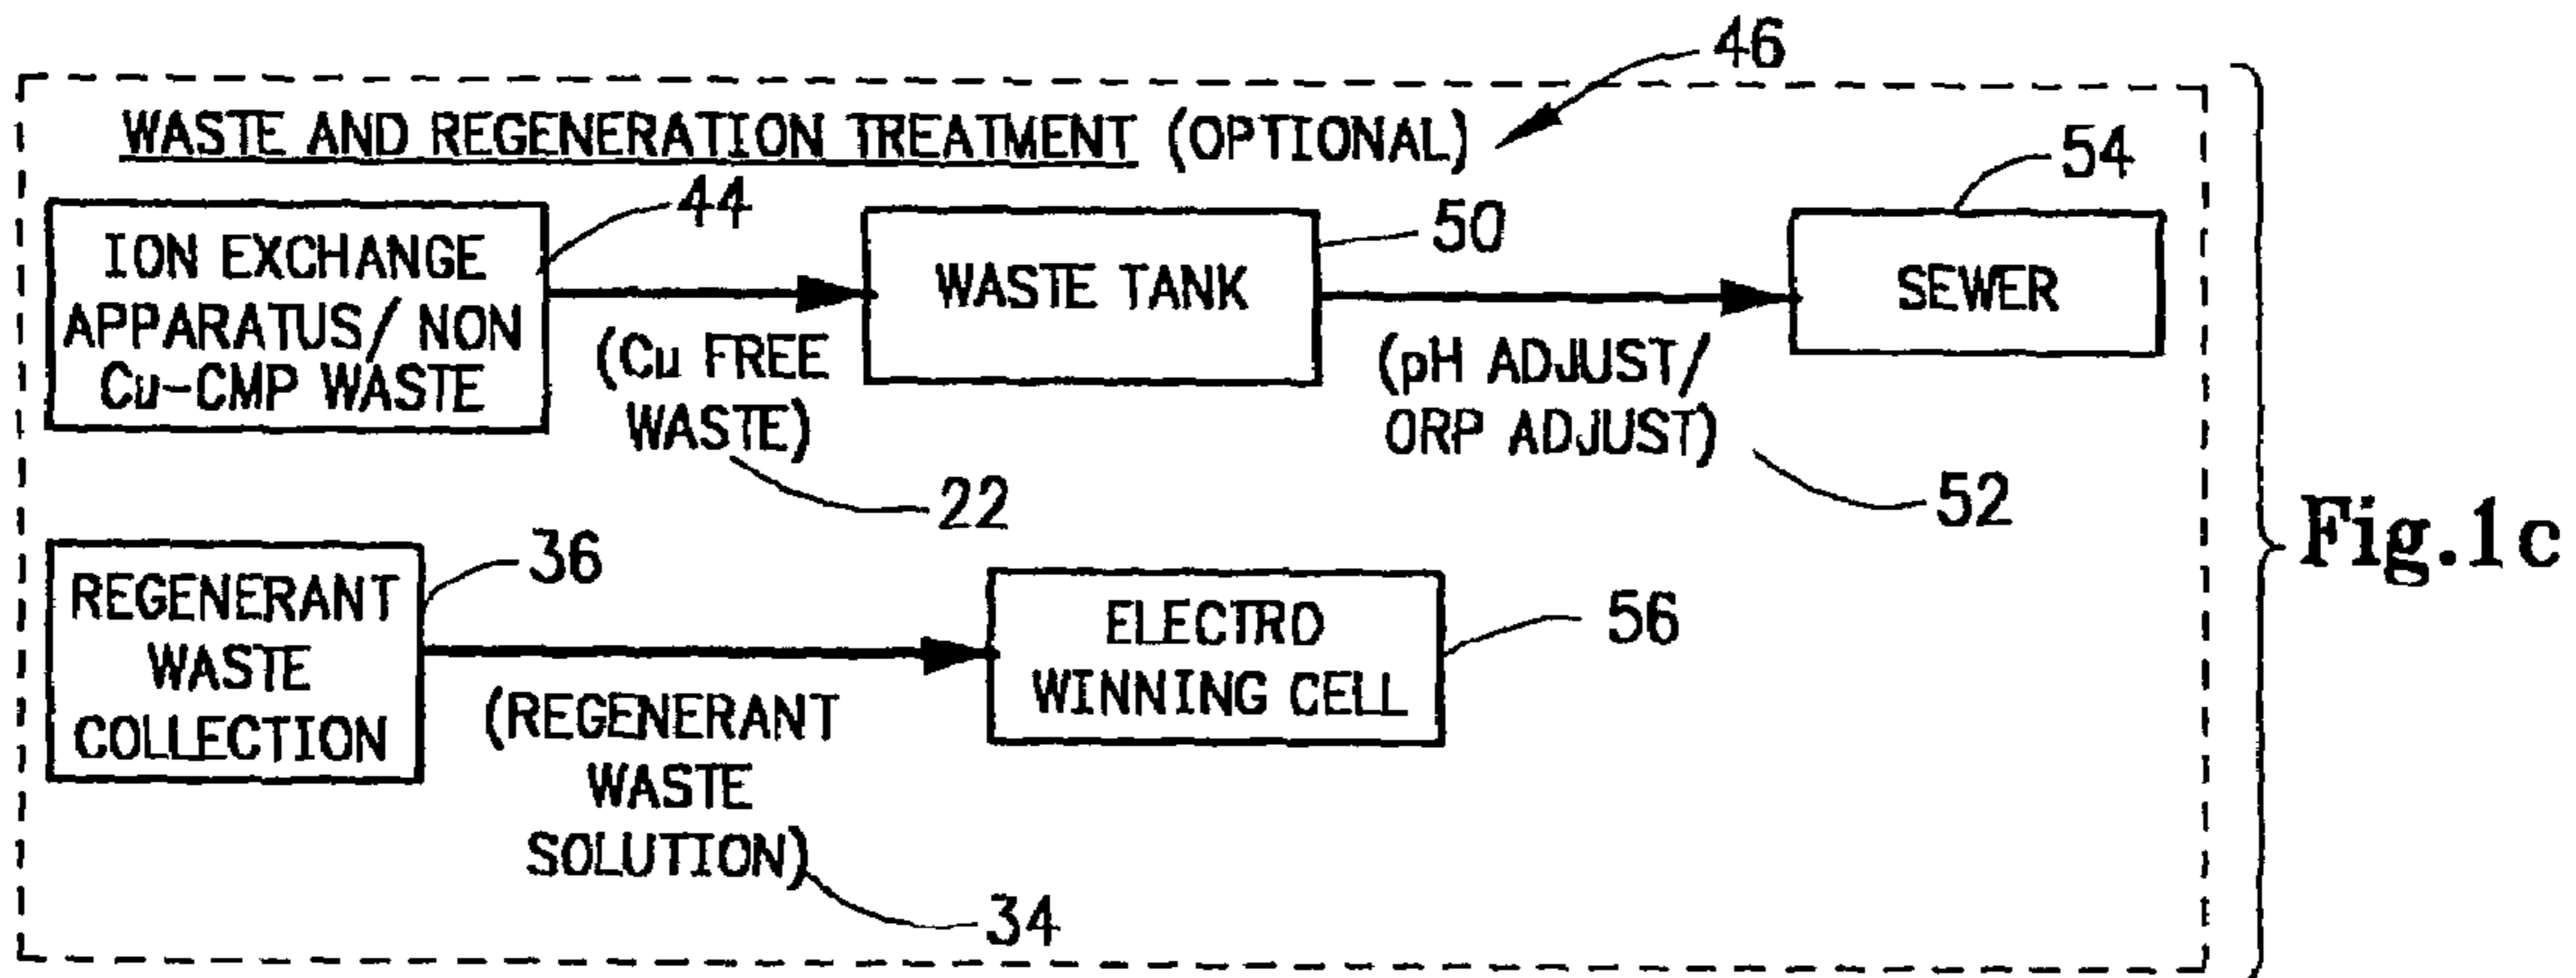 46
WASTE AND REGENERATION TREATMENT (OPTIONAL)
54
44
50
ION EXCHANGE
APPARATUS/ NON
Cu-CMP WASTE
WASTE TANK
SEWER
(Cu FREE
WASTE)
(pH ADJUST/
ORP ADJUST)
22
52
Fig.1c
36
REGENERANT
WASTE
COLLECTION
ELECTRO
WINNING CELL
56
(REGENERANT
WASTE
SOLUTION)
34